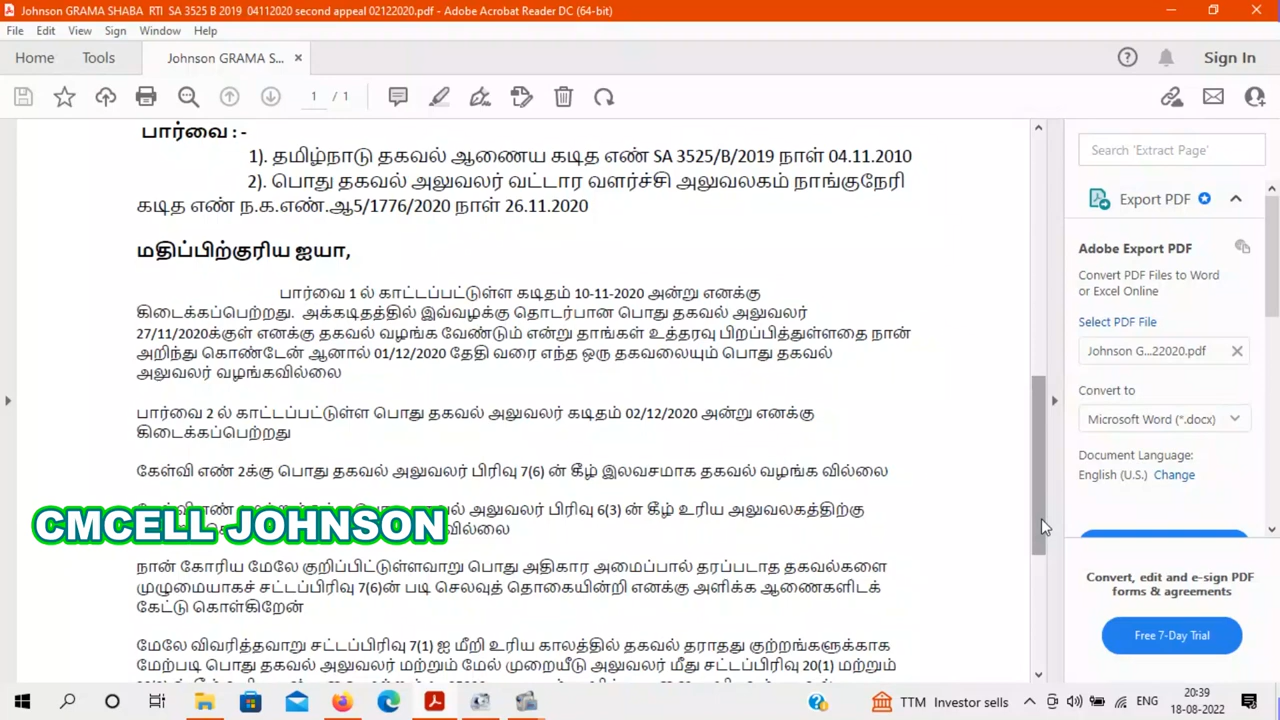 Johnson GRAMA SHABA RTI SA 3525 B 2019 04112020 second appeal 02122020.pdf - Adobe Acrobat Reader DC (64-bit)
File Edit View Sign Window Help
Home Tools Johnson GRAMA S... × Sign In
1 / 1
பார்வை : -
1). தமிழ்நாடு தகவல் ஆணைய கடித எண் SA 3525/B/2019 நாள் 04.11.2010
2). பொது தகவல் அலுவலர் வட்டார வளர்ச்சி அலுவலகம் நாங்குநேரி
கடித எண் ந.க.எண்.ஆ5/1776/2020 நாள் 26.11.2020
மதிப்பிற்குரிய ஐயா,
பார்வை 1 ல் காட்டப்பட்டுள்ள கடிதம் 10-11-2020 அன்று எனக்கு
கிடைக்கப்பெற்றது. அக்கடிதத்தில் இவ்வழக்கு தொடர்பான பொது தகவல் அலுவலர்
27/11/2020க்குள் எனக்கு தகவல் வழங்க வேண்டும் என்று தாங்கள் உத்தரவு பிறப்பித்துள்ளதை நான்
அறிந்து கொண்டேன் ஆனால் 01/12/2020 தேதி வரை எந்த ஒரு தகவலையும் பொது தகவல்
அலுவலர் வழங்கவில்லை
பார்வை 2 ல் காட்டப்பட்டுள்ள பொது தகவல் அலுவலர் கடிதம் 02/12/2020 அன்று எனக்கு
கிடைக்கப்பெற்றது
கேள்வி எண் 2க்கு பொது தகவல் அலுவலர் பிரிவு 7(6) ன் கீழ் இலவசமாக தகவல் வழங்க வில்லை
அலுவலர் பிரிவு 6(3) ன் கீழ் உரிய அலுவலகத்திற்கு
CMCELL JOHNSON
வில்லை
நான் கோரிய மேலே குறிப்பிட்டுள்ளவாறு பொது அதிகார அமைப்பால் தரப்படாத தகவல்களை
முழுமையாகச் சட்டப்பிரிவு 7(6)ன் படி செலவுத் தொகையின்றி எனக்கு அளிக்க ஆணைகளிடக்
கேட்டு கொள்கிறேன்
மேலே விவரித்தவாறு சட்டப்பிரிவு 7(1) ஐ மீறி உரிய காலத்தில் தகவல் தராதது குற்றங்களுக்காக
மேற்படி பொது தகவல் அலுவலர் மற்றும் மேல் முறையீடு அலுவலர் மீது சட்டப்பிரிவு 20(1) மற்றும்
Search 'Extract Page'
Export PDF
Adobe Export PDF
Convert PDF Files to Word
or Excel Online
Select PDF File
Johnson G...22020.pdf ×
Convert to
Microsoft Word (*.docx)
Document Language:
English (U.S.) Change
Convert, edit and e-sign PDF
forms & agreements
Free 7-Day Trial
TTM Investor sells
ENG
20:39
18-08-2022